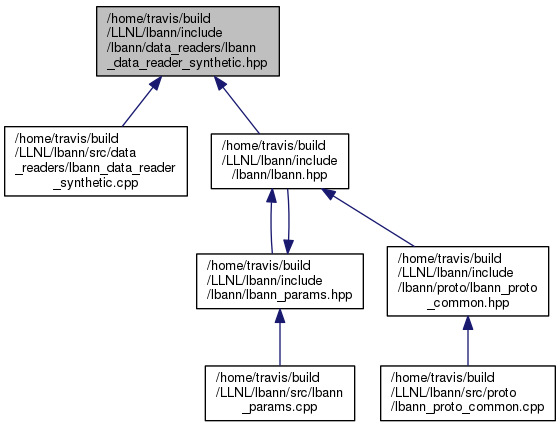 /home/travis/build
/LLNL/lbann/include
/lbann/data_readers/lbann
_data_reader_synthetic.hpp
/home/travis/build
/LLNL/lbann/src/data
_readers/lbann_data_reader
_synthetic.cpp
/home/travis/build
/LLNL/lbann/include
/lbann/lbann.hpp
/home/travis/build
/LLNL/lbann/include
/lbann/lbann_params.hpp
/home/travis/build
/LLNL/lbann/include
/lbann/proto/lbann_proto
_common.hpp
/home/travis/build
/LLNL/lbann/src/lbann
_params.cpp
/home/travis/build
/LLNL/lbann/src/proto
/lbann_proto_common.cpp